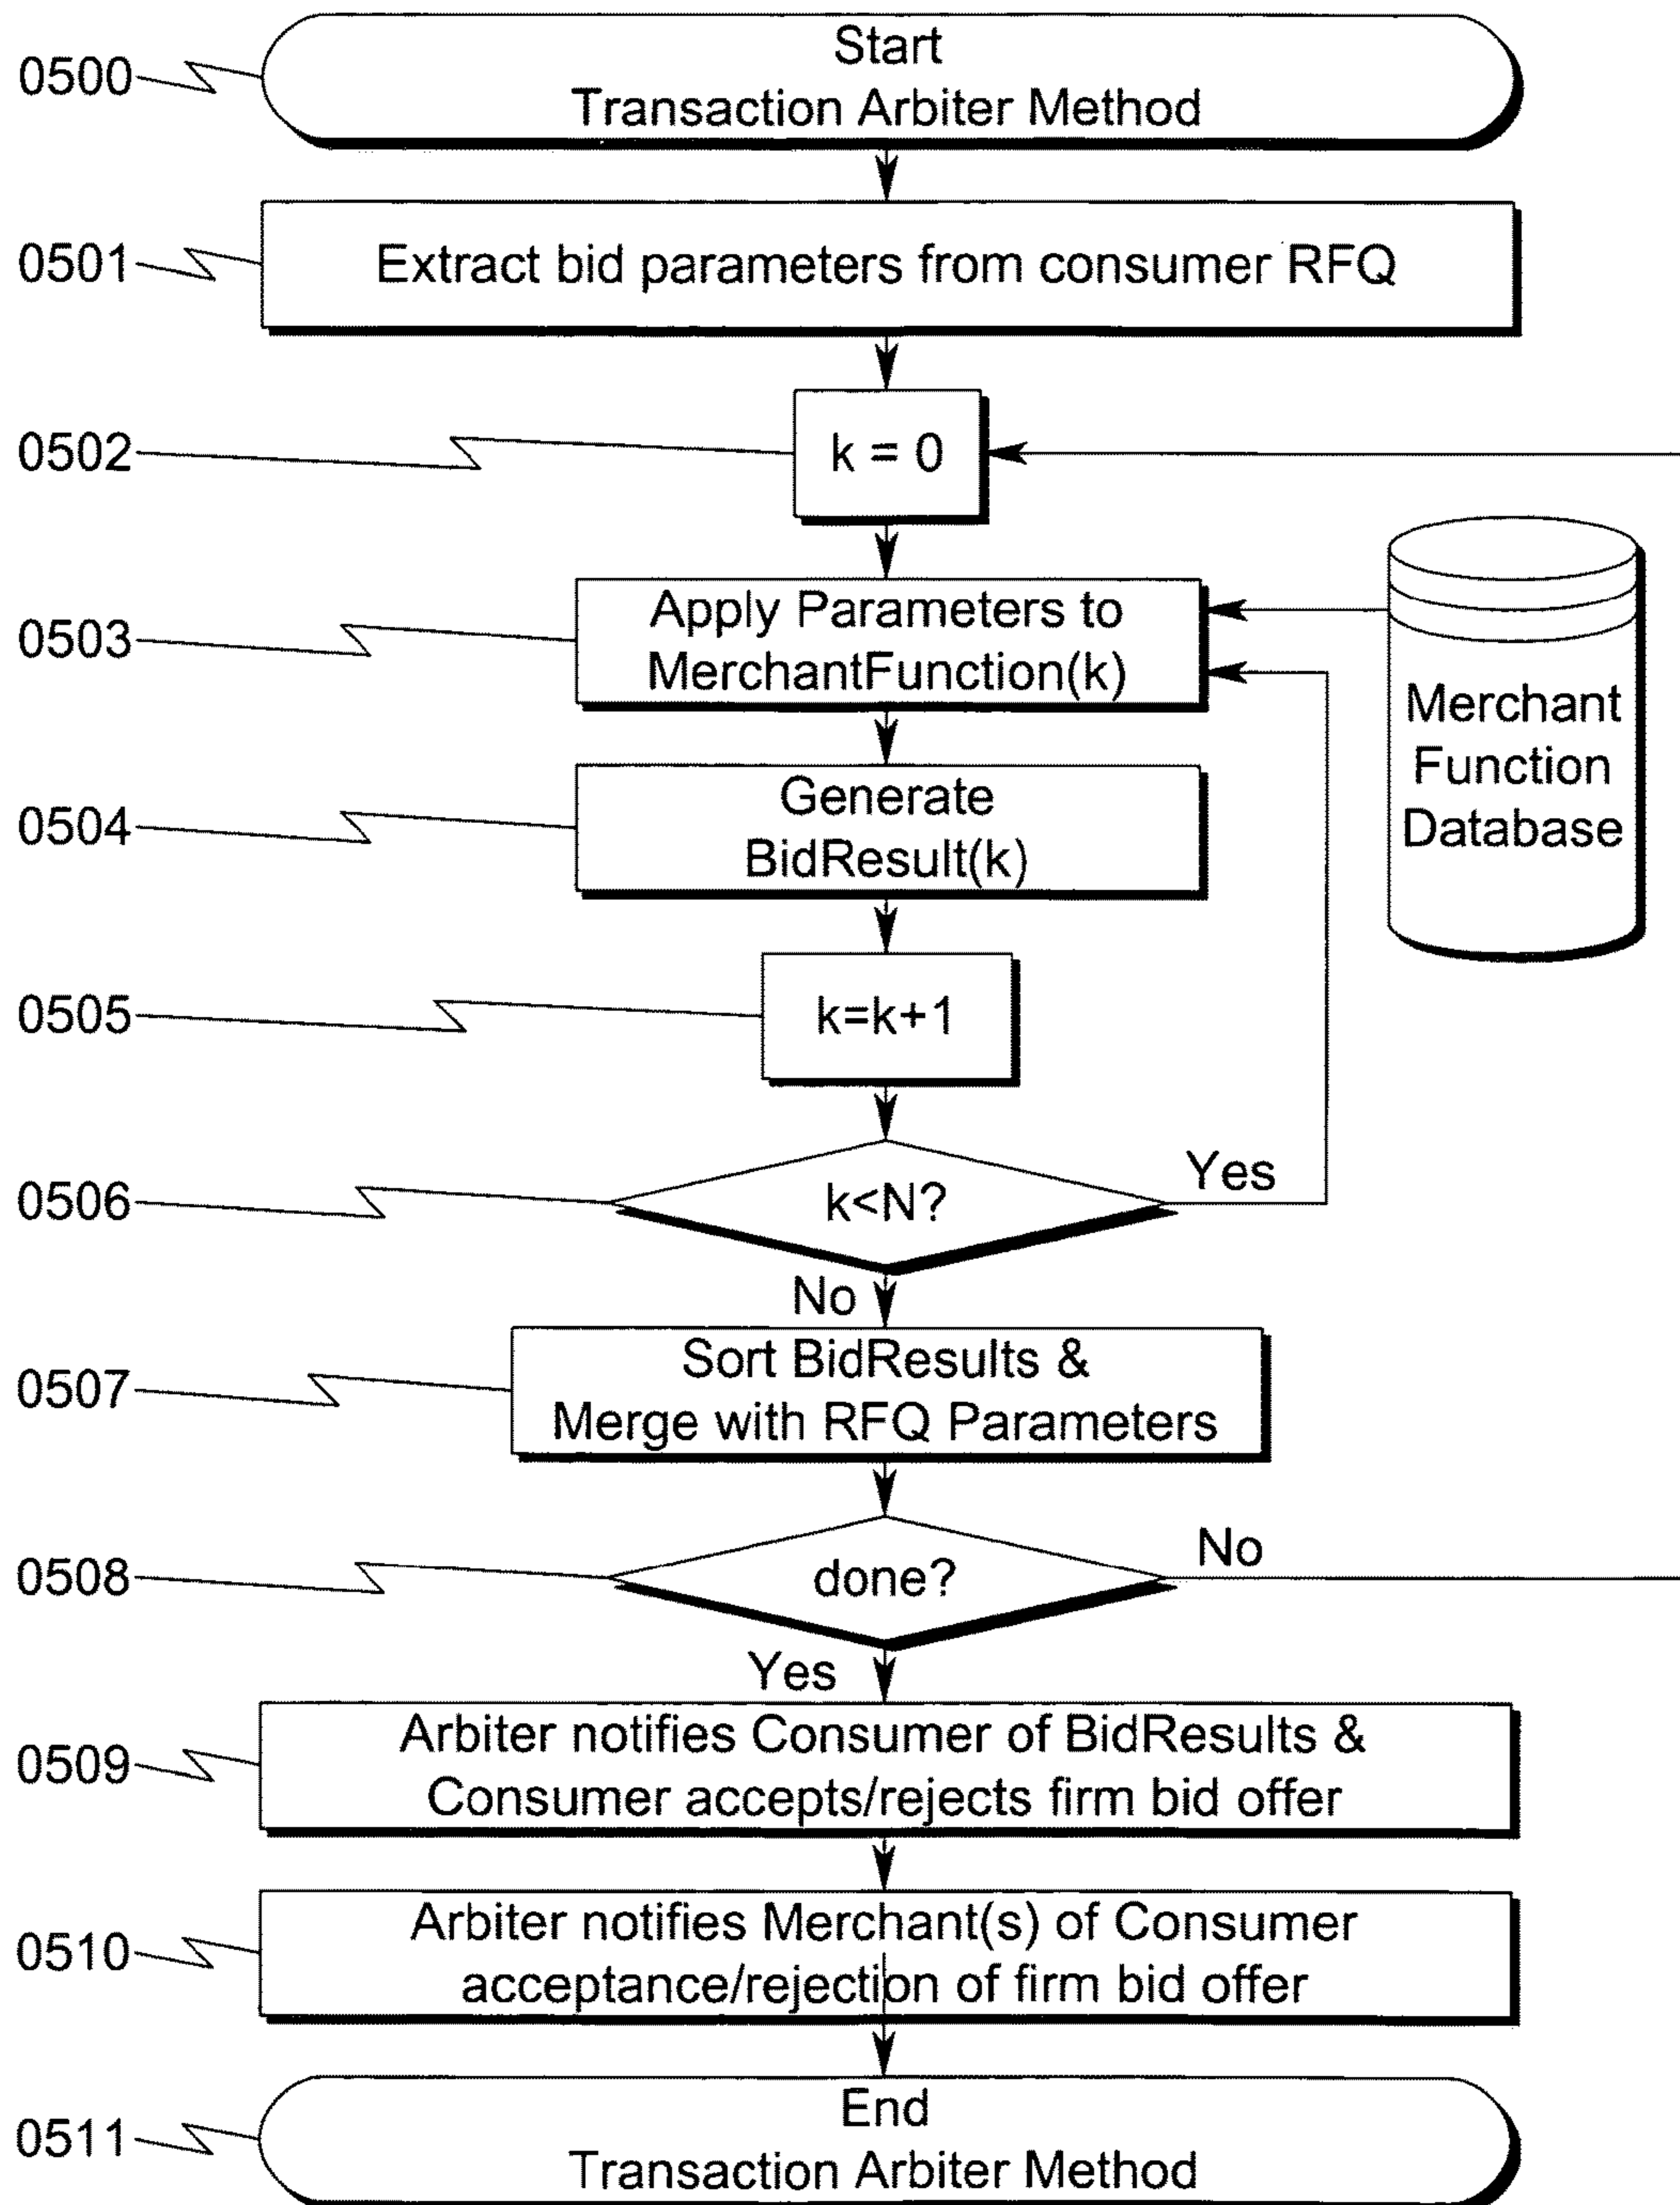 0500
Start
Transaction Arbiter Method
0501
Extract bid parameters from consumer RFQ
0502
k = 0
0503
Apply Parameters to
MerchantFunction(k)
Merchant
Function
Database
0504
Generate
BidResult(k)
0505
k=k+1
0506
k<N?
Yes
No
0507
Sort BidResults &
Merge with RFQ Parameters
0508
done?
No
Yes
0509
Arbiter notifies Consumer of BidResults &
Consumer accepts/rejects firm bid offer
0510
Arbiter notifies Merchant(s) of Consumer
acceptance/rejection of firm bid offer
0511
End
Transaction Arbiter Method